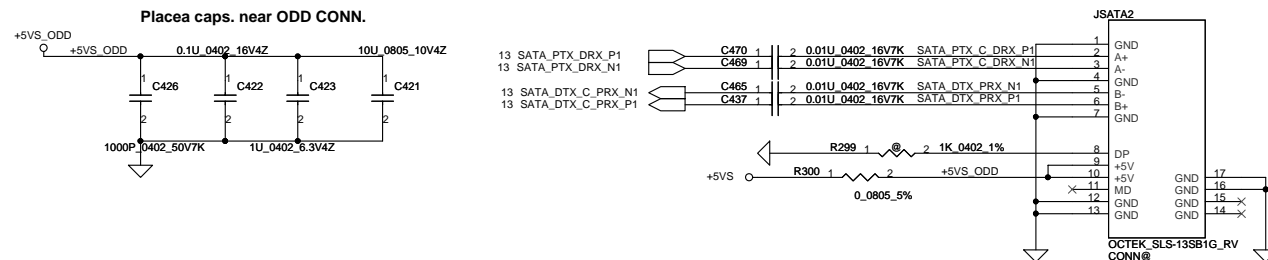 Placea caps. near ODD CONN.
+5VS_ODD
+5VS_ODD
0.1U_0402_16V4Z
10U_0805_10V4Z
1
C426
1
C422
1
C423
1
C421
2
2
2
2
1000P_0402_50V7K
1U_0402_6.3V4Z
JSATA2
13 SATA_PTX_DRX_P1
C470 1 2 0.01U_0402_16V7K SATA_PTX_C_DRX_P1
13 SATA_PTX_DRX_N1
C469 1 2 0.01U_0402_16V7K SATA_PTX_C_DRX_N1
13 SATA_DTX_C_PRX_N1
C465 1 2 0.01U_0402_16V7K SATA_DTX_PRX_N1
13 SATA_DTX_C_PRX_P1
C437 1 2 0.01U_0402_16V7K SATA_DTX_PRX_P1
1 GND
2 A+
3 A-
4 GND
5 B-
6 B+
7 GND
R299 1 @ 2 1K_0402_1%
+5VS
R300 1 2 +5VS_ODD
0_0805_5%
8 DP
9 +5V
10 +5V
11 MD
12 GND
13 GND
GND 17
GND 16
GND 15
GND 14
OCTEK_SLS-13SB1G_RV
CONN@